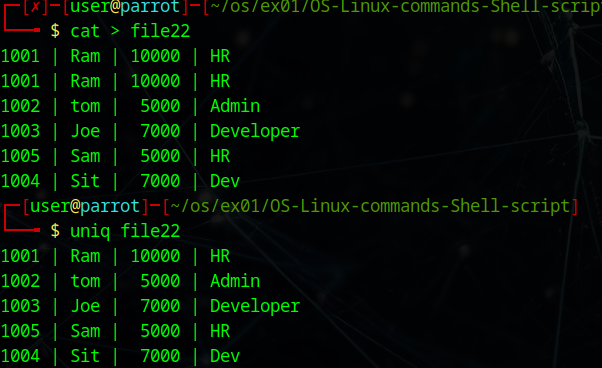 [✗]─[user@parrot]─[~/os/ex01/OS-Linux-commands-Shell-script
$ cat > file22
1001 | Ram | 10000 | HR
1001 | Ram | 10000 | HR
1002 | tom |  5000 | Admin
1003 | Joe |  7000 | Developer
1005 | Sam |  5000 | HR
1004 | Sit |  7000 | Dev
[user@parrot]─[~/os/ex01/OS-Linux-commands-Shell-script]
$ uniq file22
1001 | Ram | 10000 | HR
1002 | tom |  5000 | Admin
1003 | Joe |  7000 | Developer
1005 | Sam |  5000 | HR
1004 | Sit |  7000 | Dev